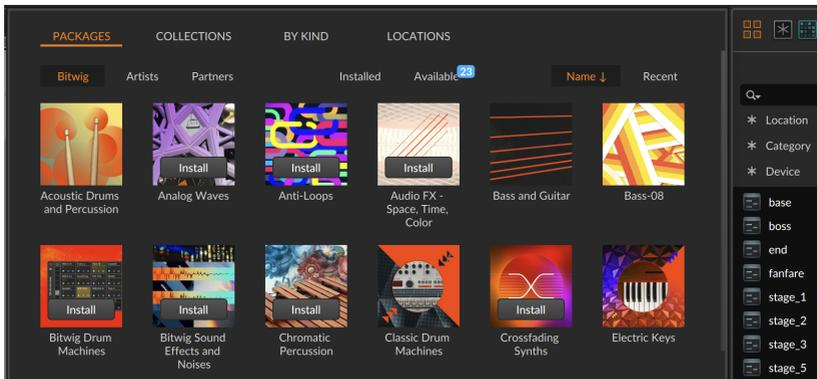 PACKAGES COLLECTIONS BY KIND LOCATIONS
Bitwig Artists Partners Installed Available 23 Name ↓ Recent
Install Install Install
Acoustic Drums and Percussion
Analog Waves
Anti-Loops
Audio FX - Space, Time, Color
Bass and Guitar
Bass-08
Install Install Install Install
Bitwig Drum Machines
Bitwig Sound Effects and Noises
Chromatic Percussion
Classic Drum Machines
Crossfading Synths
Electric Keys
Location
Category
Device
base
boss
end
fanfare
stage_1
stage_2
stage_3
stage_5